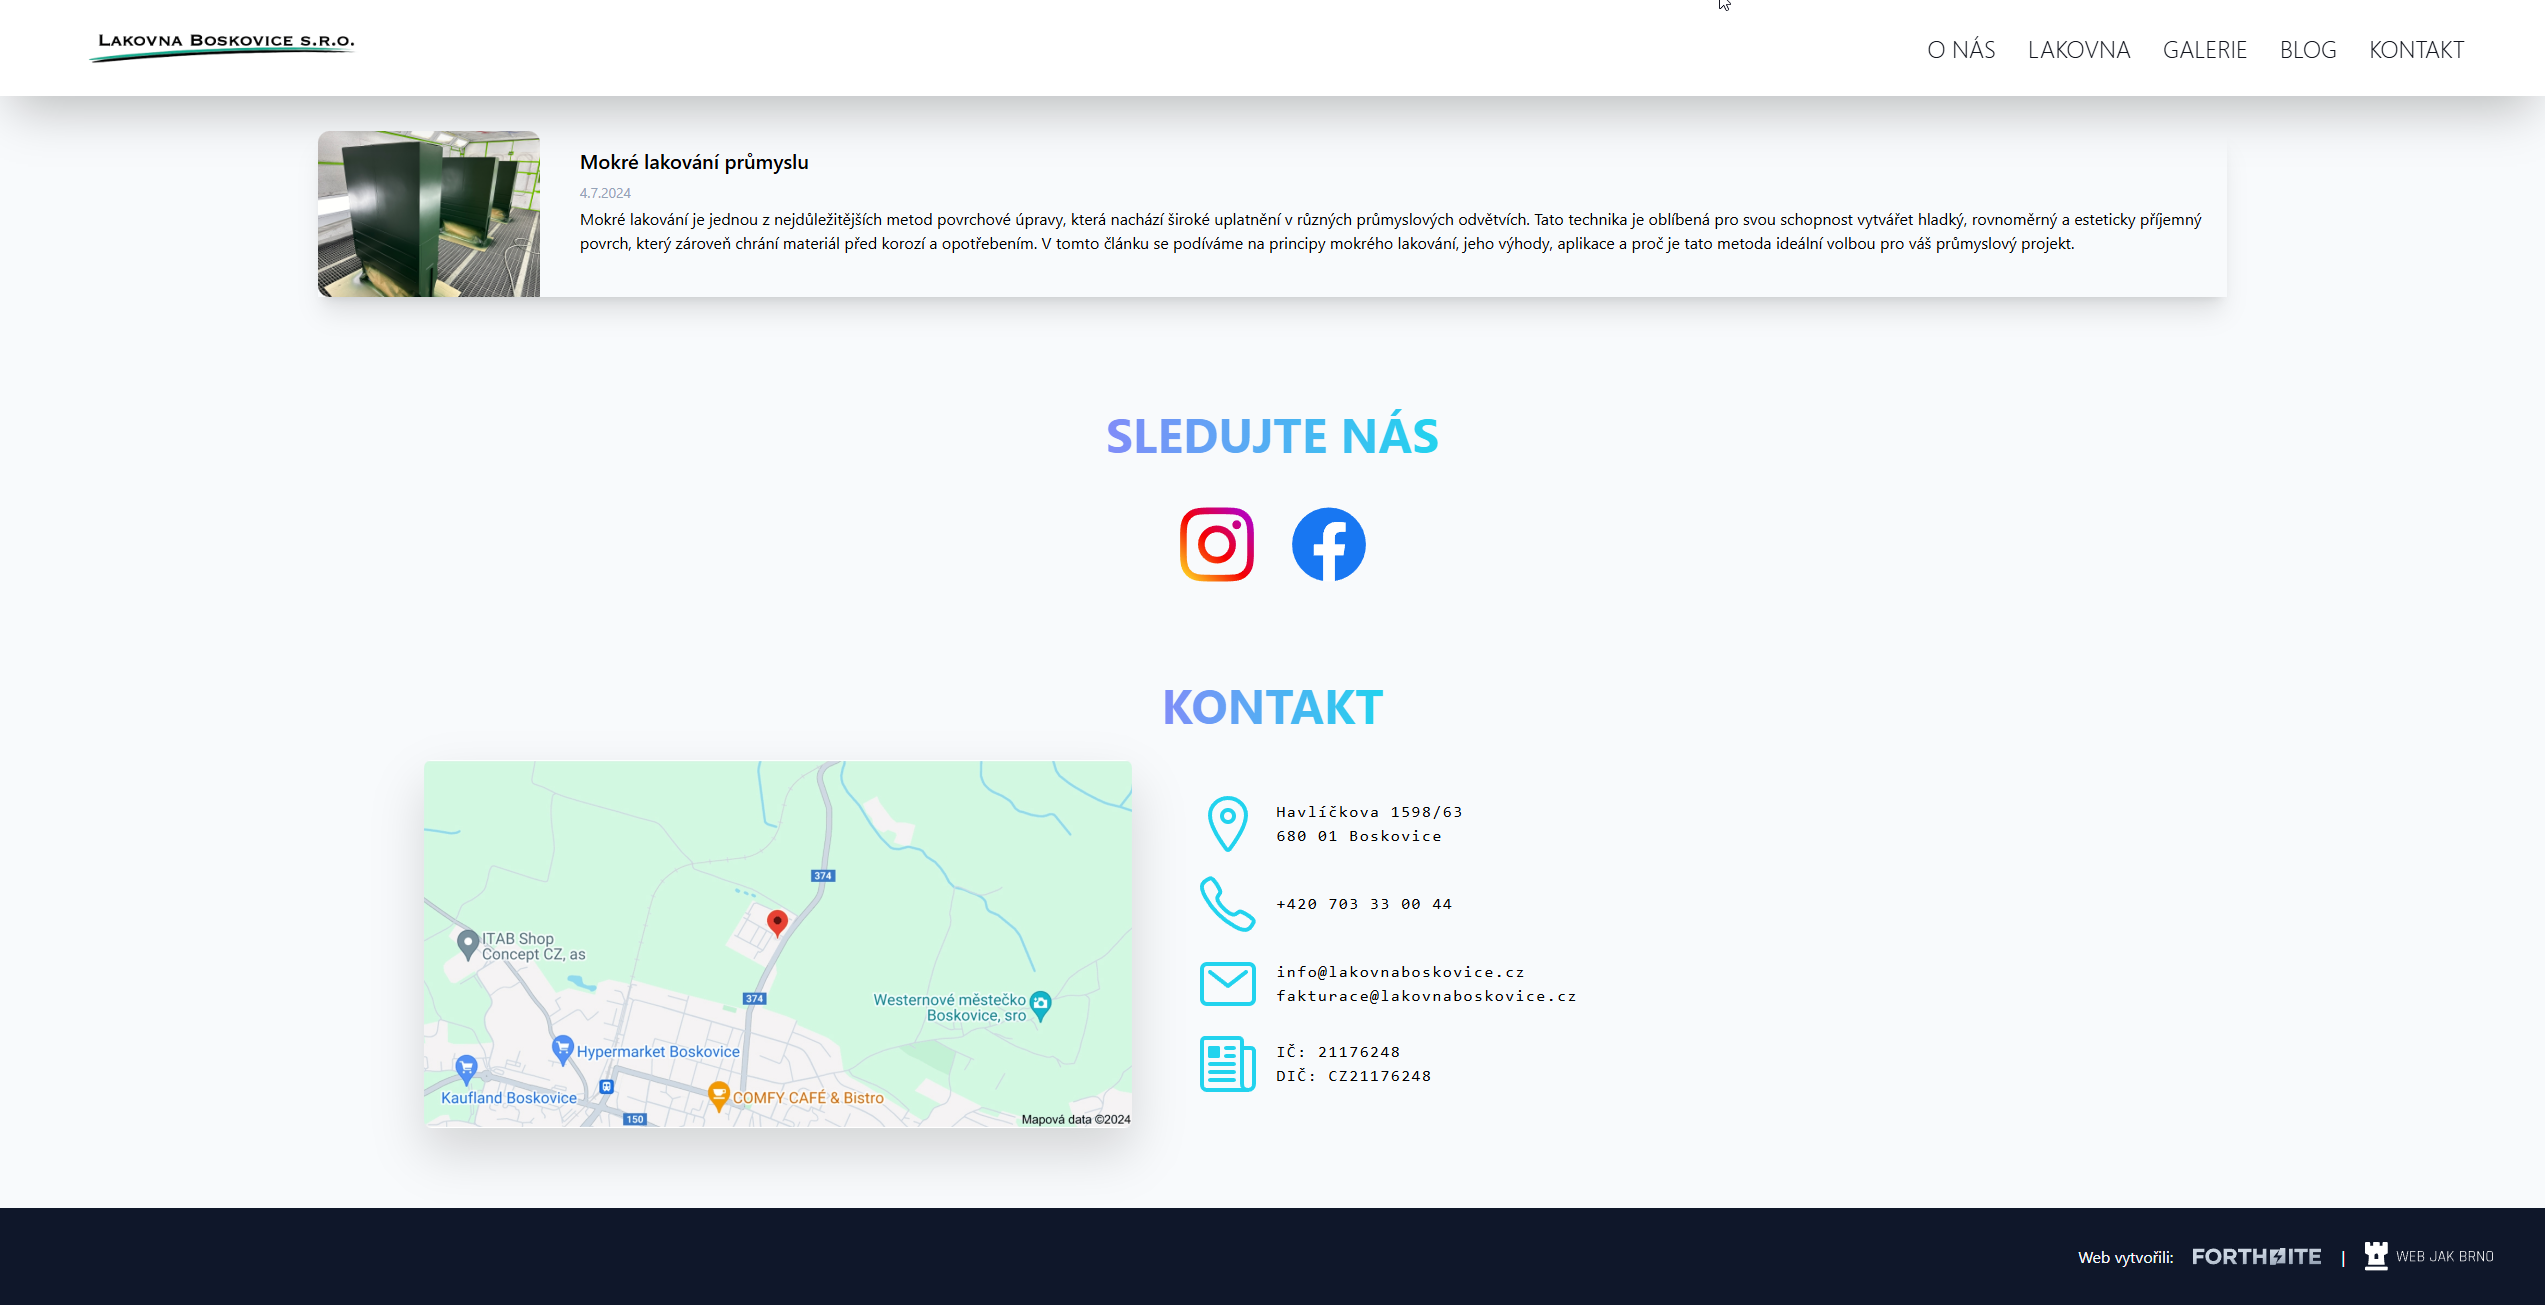 LAKOVNA BOSKOVICE S.R.O.
O NÁS LAKOVNA GALERIE BLOG KONTAKT
Mokré lakování průmyslu
4.7.2024
Mokré lakování je jednou z nejdůležitějších metod povrchové úpravy, která nachází široké uplatnění v různých průmyslových odvětvích. Tato technika je oblíbená pro svou schopnost vytvářet hladký, rovnoměrný a esteticky příjemný
povrch, který zároveň chrání materiál před korozí a opotřebením. V tomto článku se podíváme na principy mokrého lakování, jeho výhody, aplikace a proč je tato metoda ideální volbou pro váš průmyslový projekt.
SLEDUJTE NÁS
KONTAKT
374
ITAB Shop
Concept CZ, as
374
Westernové městečko
Boskovice, sro
Hypermarket Boskovice
Kaufland Boskovice
COMFY CAFÉ & Bistro
150
Mapová data ©2024
Havlíčkova 1598/63
680 01 Boskovice
+420 703 33 00 44
info@lakovnaboskovice.cz
fakturace@lakovnaboskovice.cz
IČ: 21176248
DIČ: CZ21176248
Web vytvořili: FORTHSITE | WEB JAK BRNO